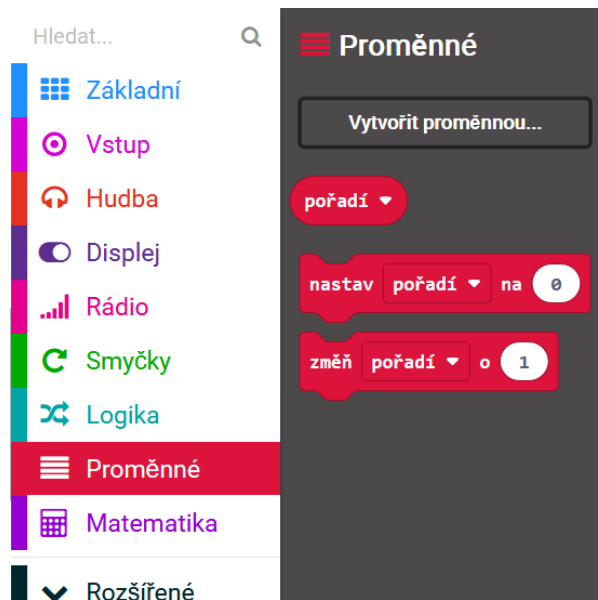 Hledat...
Základní
Vstup
Hudba
Displej
Rádio
Smyčky
Logika
Proměnné
Matematika
Rozšířené
Proměnné
Vytvořit proměnnou...
pořadí
nastav pořadí na 0
změň pořadí o 1